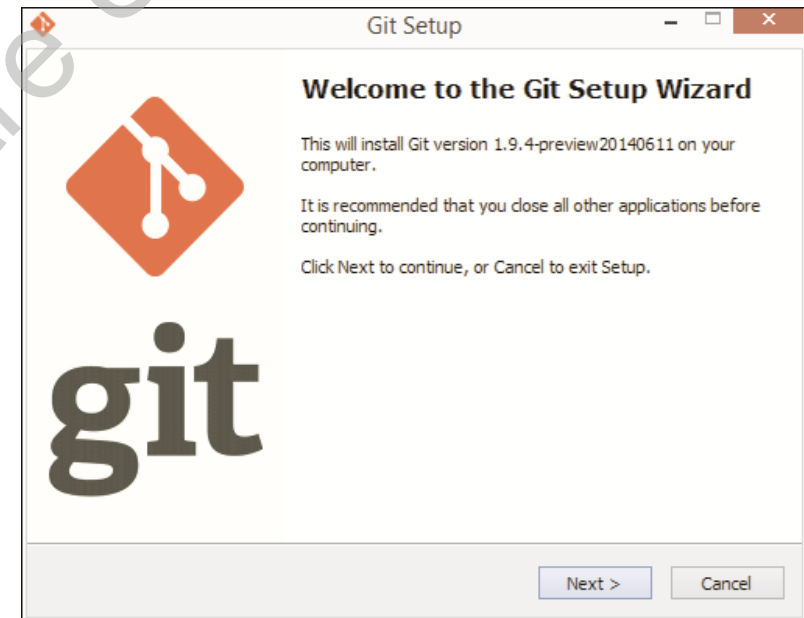 Git Setup
Welcome to the Git Setup Wizard
This will install Git version 1.9.4-preview20140611 on your
computer.
It is recommended that you close all other applications before
continuing.
Click Next to continue, or Cancel to exit Setup.
git
Next >
Cancel